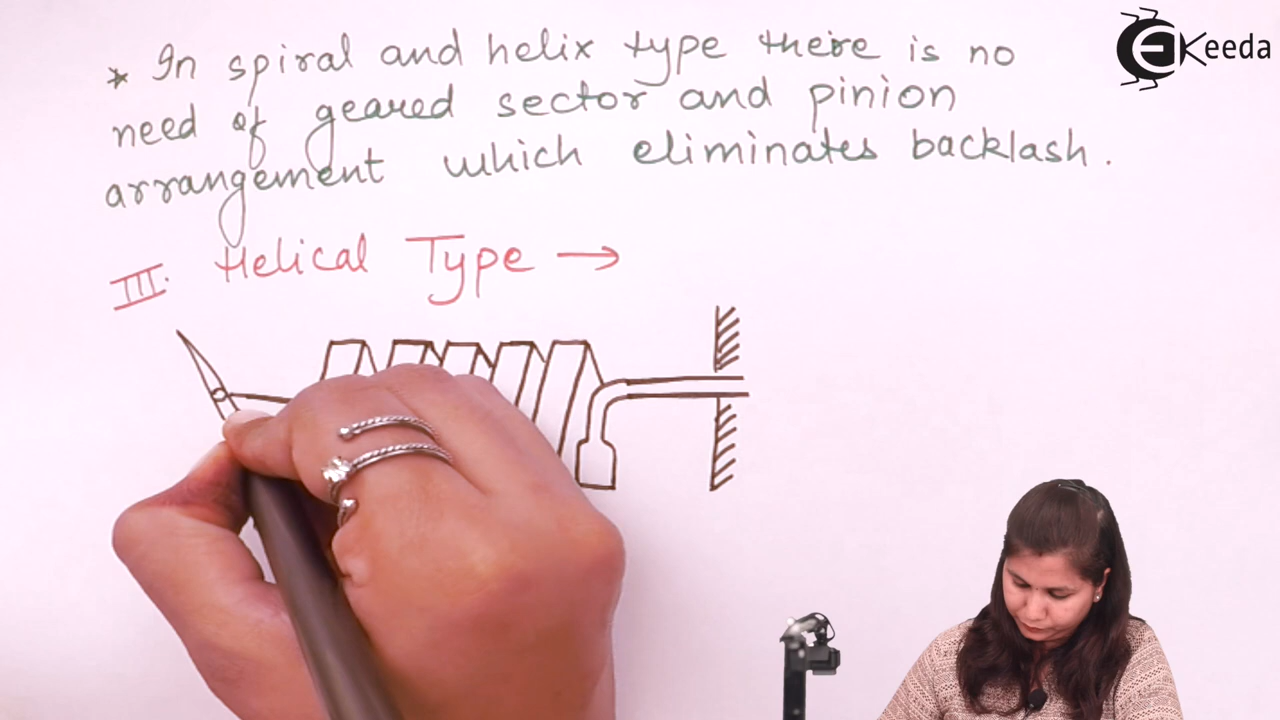 * In spiral and helix type there is no
need of geared sector and pinion
arrangement which eliminates backlash.
III. Helical Type →
EKeeda